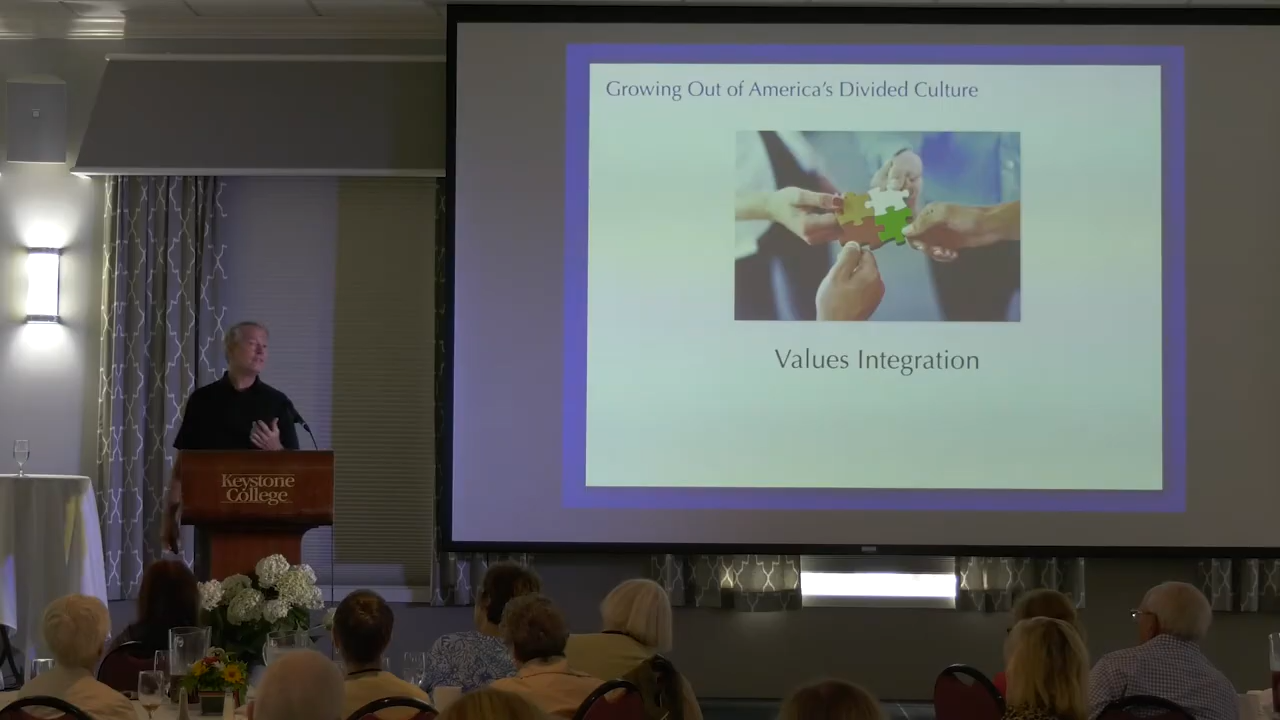 Growing Out of America's Divided Culture
Values Integration
Keystone
College